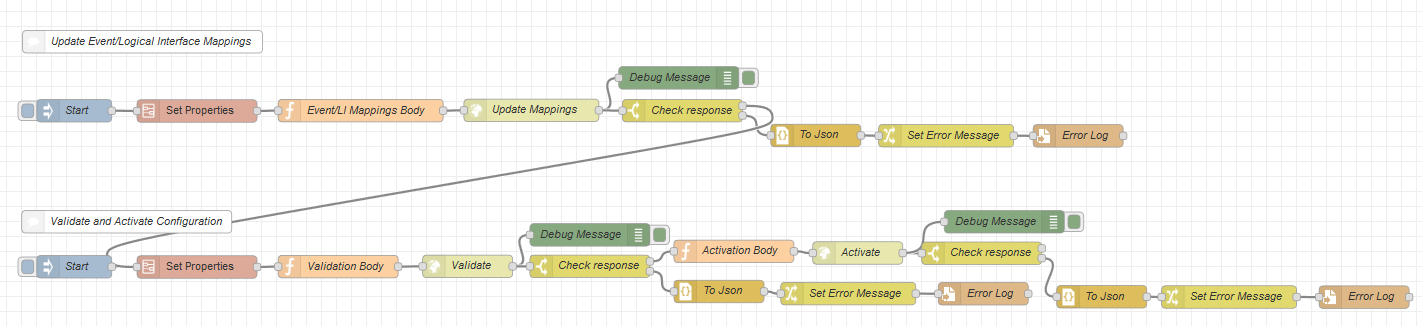 Update Event/Logical Interface Mappings
Debug Message
Start
Set Properties
Event/LI Mappings Body
Update Mappings
Check response
To Json
Set Error Message
Error Log
Validate and Activate Configuration
Debug Message
Debug Message
Start
Set Properties
Validation Body
Validate
Check response
Activation Body
Activate
Check response
To Json
Set Error Message
Error Log
To Json
Set Error Message
Error Log